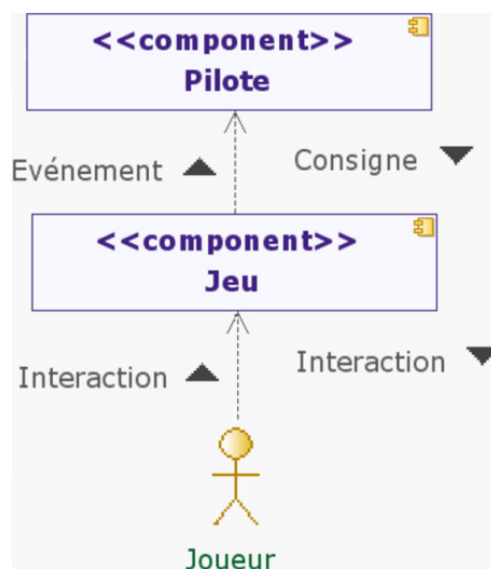 <<component>>
Pilote
Evénement
Consigne
<<component>>
Jeu
Interaction
Interaction
Joueur